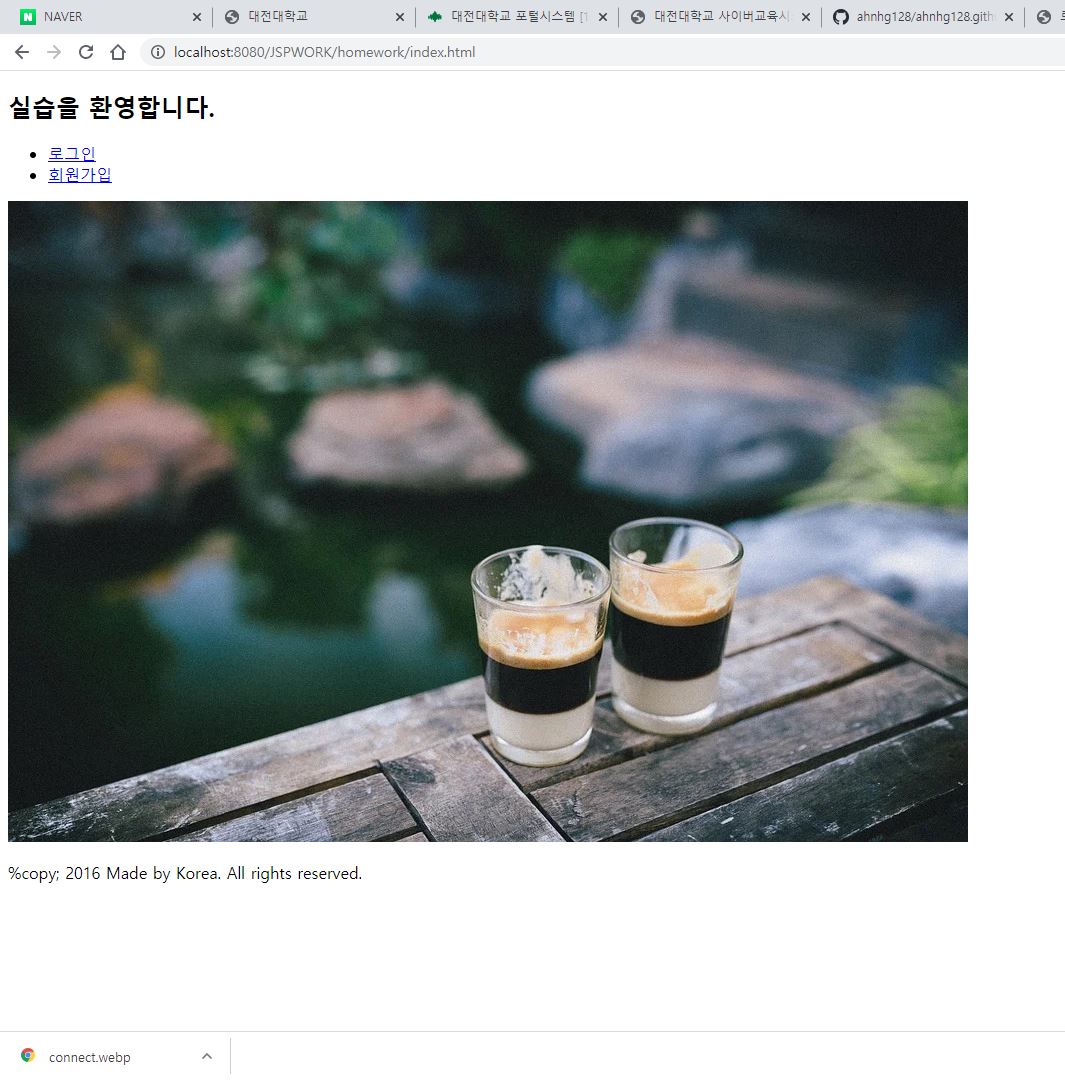 NAVER
대전대학교
대전대학교 포털시스템 [1
대전대학교 사이버교육시
ahnhg128/ahnhg128.gith
localhost:8080/JSPWORK/homework/index.html
실습을 환영합니다.
로그인
회원가입
%copy; 2016 Made by Korea. All rights reserved.
connect.webp